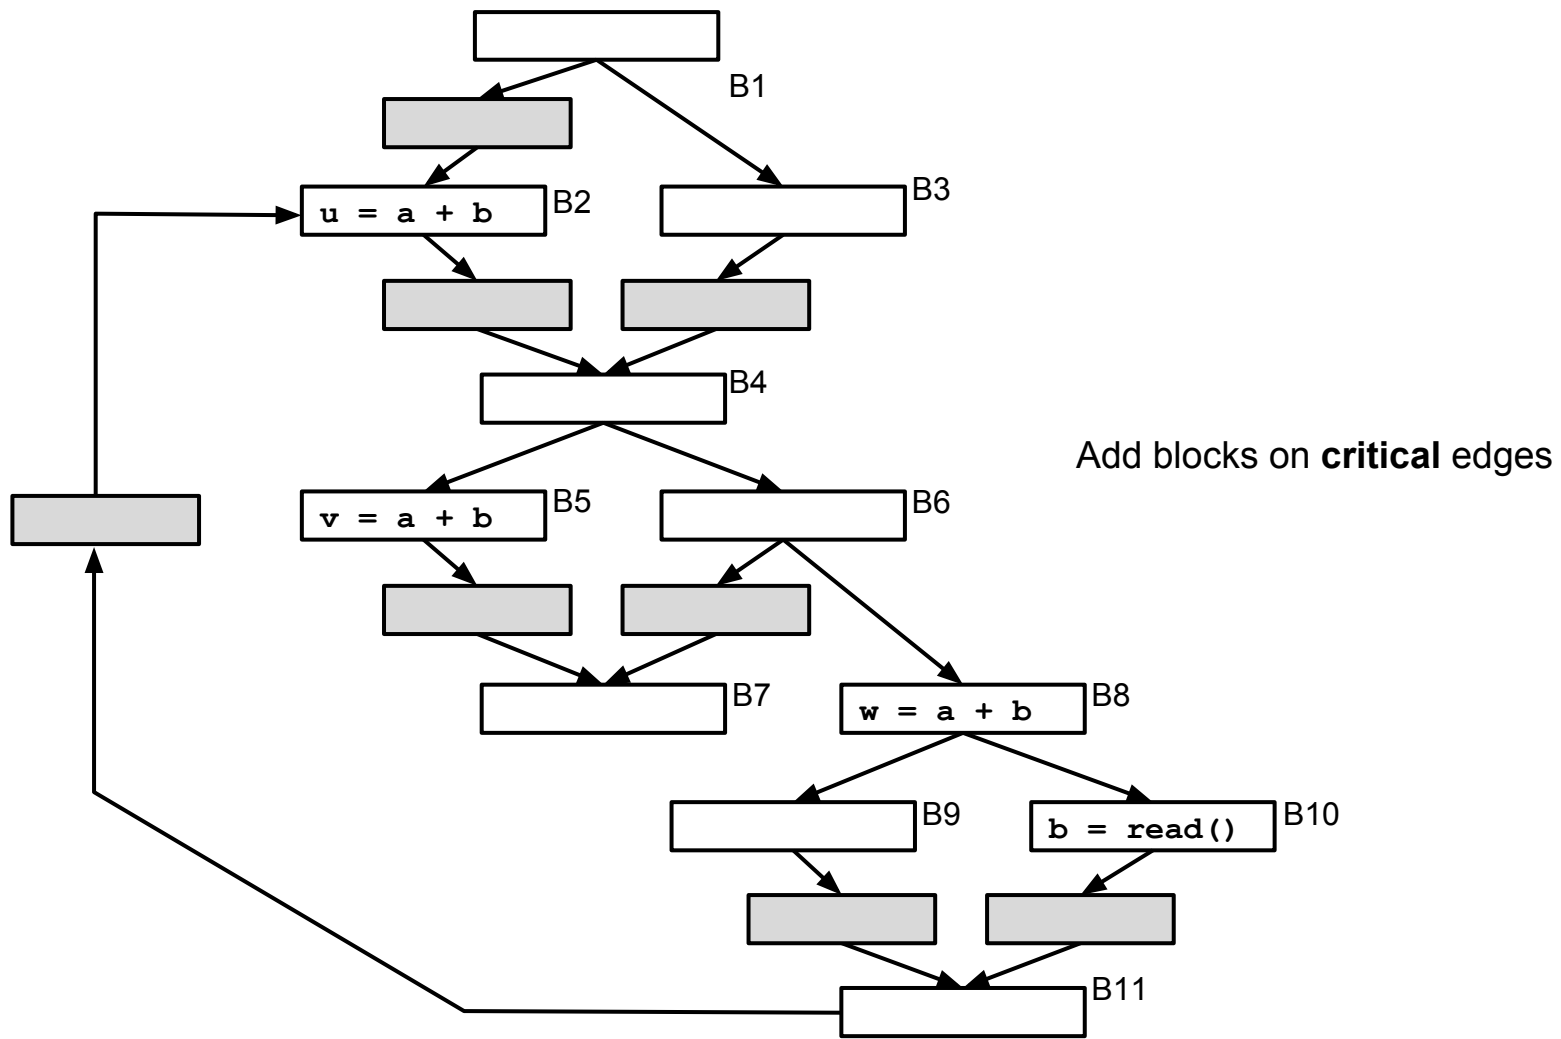 B1
u = a + b
B2
B3
B4
Add blocks on critical edges
v = a + b
B5
B6
B7
w = a + b
B8
B9
b = read()
B10
B11